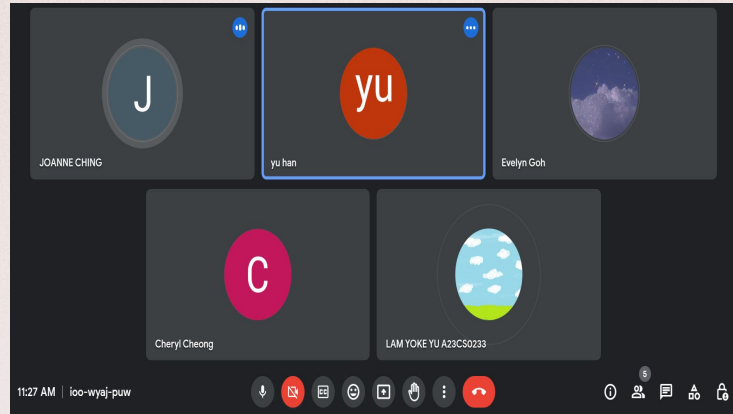 J
JOANNE CHING
yu
yu han
Evelyn Goh
C
Cheryl Cheong
LAM YOKE YU A23CS0233
11:27 AM | ioo-wyaj-puw
CC
5